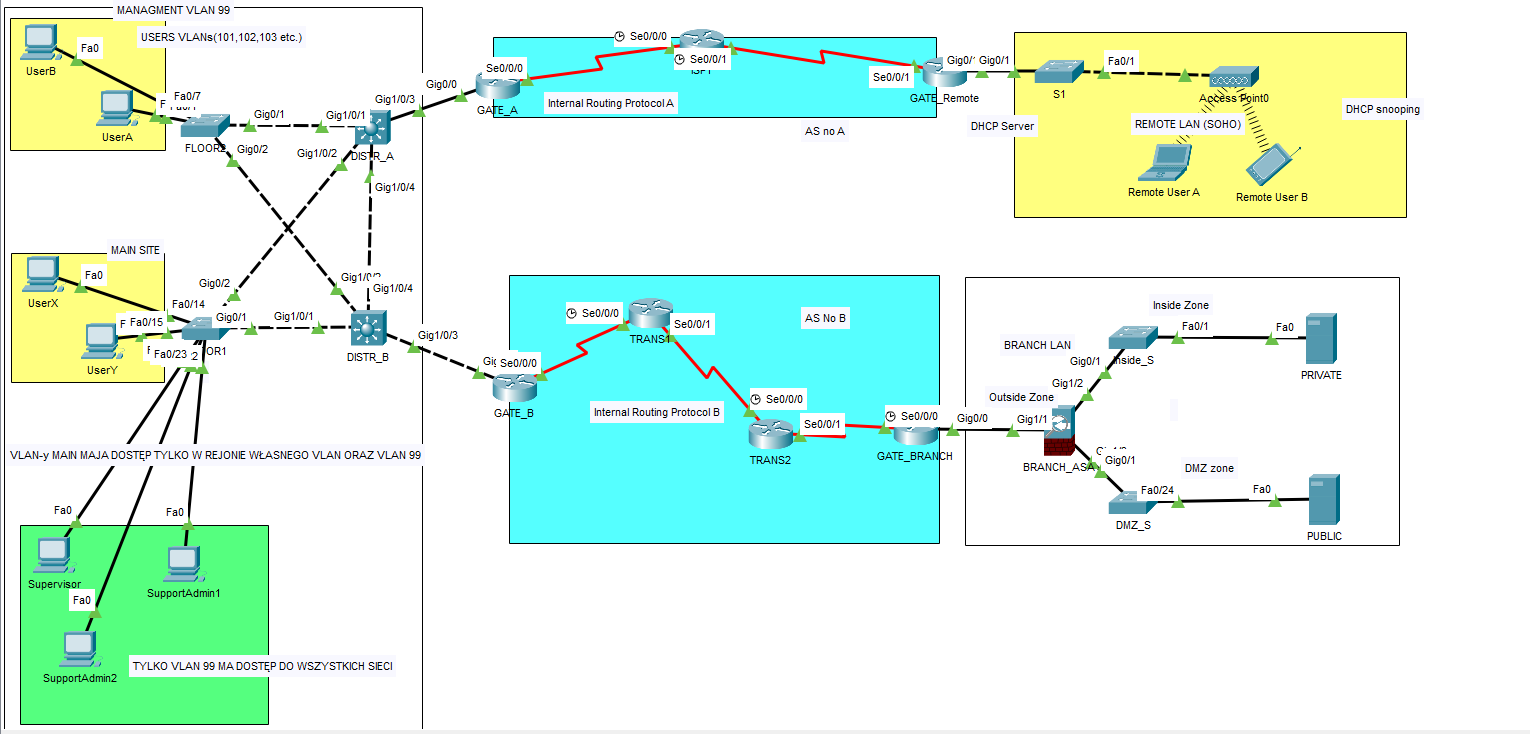 MANAGMENT VLAN 99
USERS VLANs(101,102,103 etc.)
Fa0
UserB
Fa0/7
UserA
FLOOR2
Gig0/1
Gig0/2
Gig1/0/1
Gig1/0/3
Gig1/0/2
DISTR_A
Gig1/0/4
Gig0/0
Se0/0/0
GATE_A
Internal Routing Protocol A
Se0/0/0
Se0/0/1
Se0/0/1
GATE_Remote
AS no A
Gig0/1
Gig0/1
S1
Fa0/1
Access Point0
DHCP Server
REMOTE LAN (SOHO)
DHCP snooping
Remote User A
Remote User B
MAIN SITE
Fa0
UserX
Fa0/14
Fa0/15
UserY
Fa0/23
Gig0/2
Gig0/1
Gig1/0/1
Gig1/0/4
DISTR_B
Gig1/0/3
Se0/0/0
GATE_B
Se0/0/0
TRANS1
Se0/0/1
AS No B
Internal Routing Protocol B
Se0/0/0
TRANS2
Se0/0/1
Se0/0/0
GATE_BRANCH
Gig0/0
Inside Zone
BRANCH LAN
Inside_S
Fa0/1
Fa0
PRIVATE
Gig0/1
Gig1/2
Outside Zone
Gig1/1
BRANCH_ASA
Gig0/1
DMZ zone
Fa0/24
Fa0
DMZ_S
PUBLIC
VLAN-y MAIN MAJA DOSTĘP TYLKO W REJONIE WŁASNEGO VLAN ORAZ VLAN 99
Fa0
Fa0
Supervisor
SupportAdmin1
Fa0
SupportAdmin2
TYLKO VLAN 99 MA DOSTĘP DO WSZYSTKICH SIECI